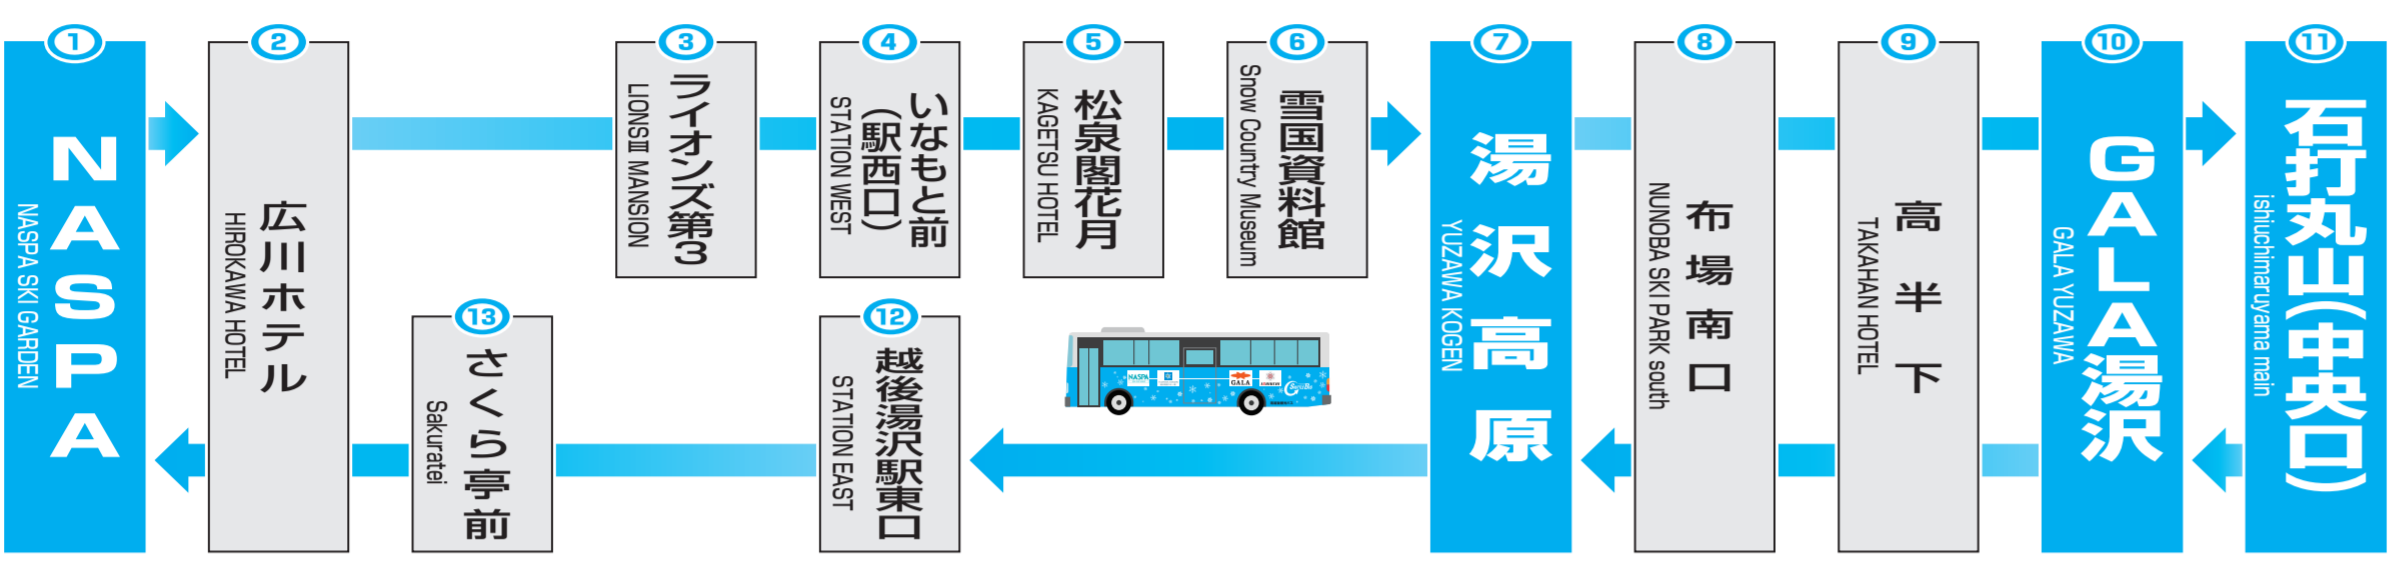 1
NASPA
NASPA SKI GARDEN
2
広川ホテル
HIROKAWA HOTEL
3
ライオンズ第3
LIONSⅢ MANSION
4
いなもと前
(駅西口)
STATION WEST
5
松泉閣花月
KAGETSU HOTEL
6
雪国資料館
Snow Country Museum
7
湯沢高原
YUZAWA KOGEN
8
布場南口
NUNOBA SKI PARK south
9
高半下
TAKAHAN HOTEL
10
GALA湯沢
GALA YUZAWA
11
石打丸山(中央口)
ishuchimaruyama main
12
越後湯沢駅東口
STATION EAST
13
さくら亭前
Sakuratei
NASPA
GALA